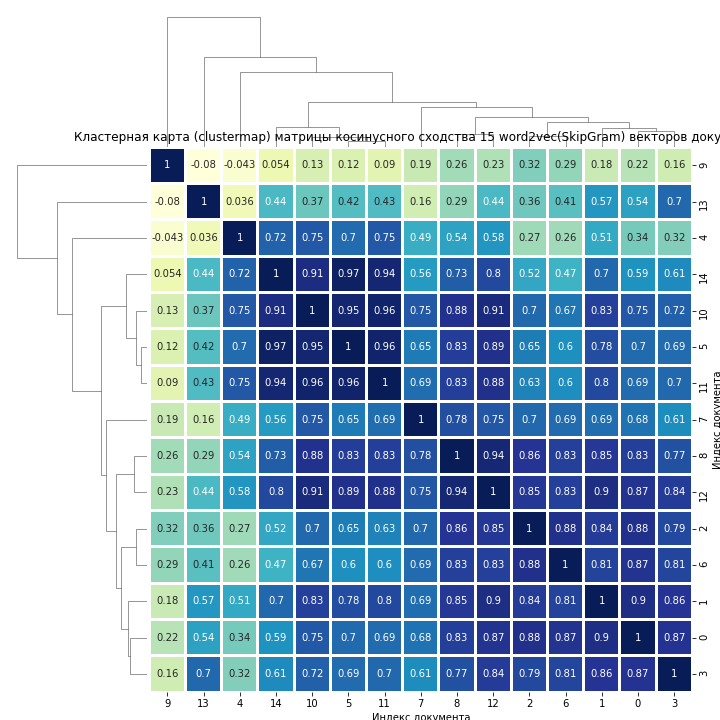 Кластерная карта (clustermap) матрицы косинусного сходства 15 word2vec(SkipGram) векторов доку
1 -0.08 -0.043 0.054 0.13 0.12 0.09 0.19 0.26 0.23 0.32 0.29 0.18 0.22 0.16 9
-0.08 1 0.036 0.44 0.37 0.42 0.43 0.16 0.29 0.44 0.36 0.41 0.57 0.54 0.7 13
-0.043 0.036 1 0.72 0.75 0.7 0.75 0.49 0.54 0.58 0.27 0.26 0.51 0.34 0.32 4
0.054 0.44 0.72 1 0.91 0.97 0.94 0.56 0.73 0.8 0.52 0.47 0.7 0.59 0.61 14
0.13 0.37 0.75 0.91 1 0.95 0.96 0.75 0.88 0.91 0.7 0.67 0.83 0.75 0.72 10
0.12 0.42 0.7 0.97 0.95 1 0.96 0.65 0.83 0.89 0.65 0.6 0.78 0.7 0.69 5
0.09 0.43 0.75 0.94 0.96 0.96 1 0.69 0.83 0.88 0.63 0.6 0.8 0.69 0.7 11
0.19 0.16 0.49 0.56 0.75 0.65 0.69 1 0.78 0.75 0.7 0.69 0.69 0.68 0.61 7
0.26 0.29 0.54 0.73 0.88 0.83 0.83 0.78 1 0.94 0.86 0.83 0.85 0.83 0.77 8
0.23 0.44 0.58 0.8 0.91 0.89 0.88 0.75 0.94 1 0.85 0.83 0.9 0.87 0.84 12
0.32 0.36 0.27 0.52 0.7 0.65 0.63 0.7 0.86 0.85 1 0.88 0.84 0.88 0.79 2
0.29 0.41 0.26 0.47 0.67 0.6 0.6 0.69 0.83 0.83 0.88 1 0.81 0.87 0.81 6
0.18 0.57 0.51 0.7 0.83 0.78 0.8 0.69 0.85 0.9 0.84 0.81 1 0.9 0.86 1
0.22 0.54 0.34 0.59 0.75 0.7 0.69 0.68 0.83 0.87 0.88 0.87 0.9 1 0.87 0
0.16 0.7 0.32 0.61 0.72 0.69 0.7 0.61 0.77 0.84 0.79 0.81 0.86 0.87 1 3
9 13 4 14 10 5 11 7 8 12 2 6 1 0 3
Индекс документа
Индекс документа